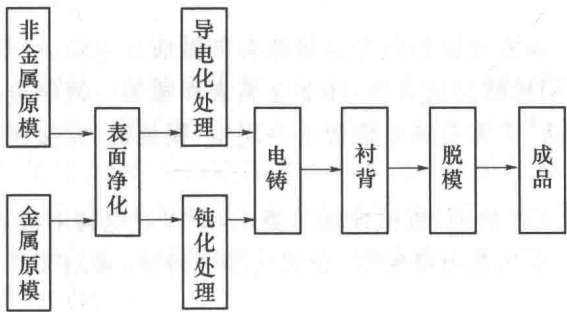 非金属原模
导电化处理
表面净化
电铸
衬背
脱模
成品
金属原模
钝化处理